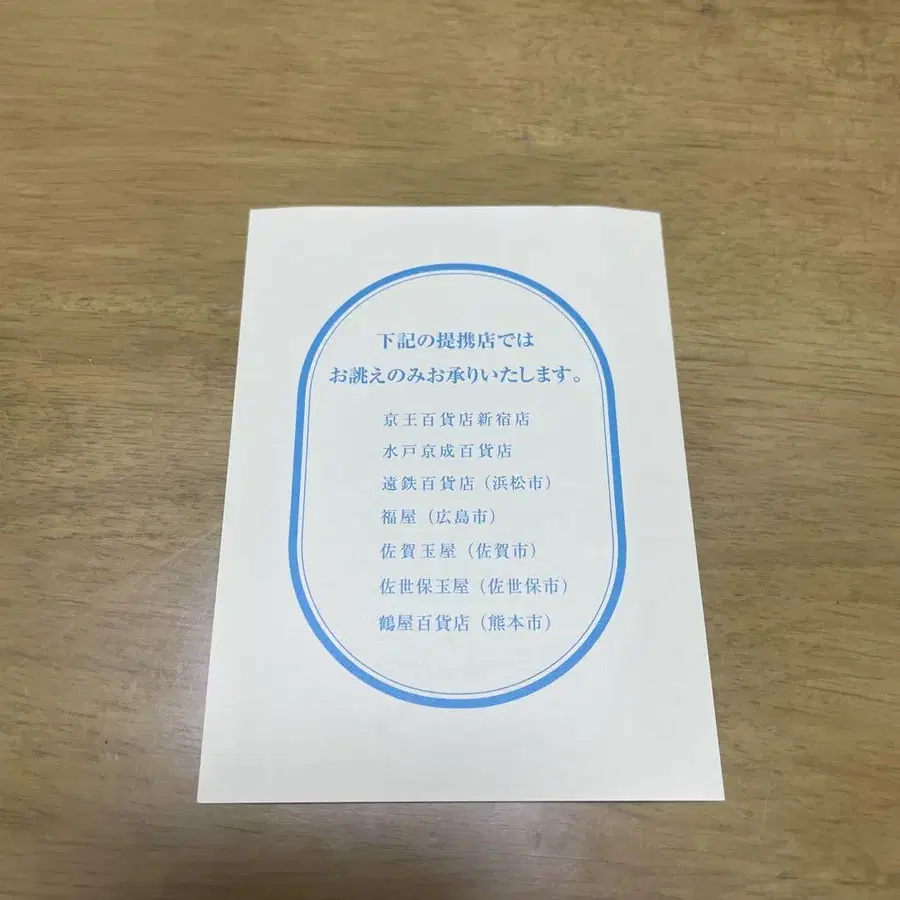 下記の提携店では
お誂えのみお承りいたします。
京王百貨店新宿店
水戸京成百貨店
遠鉄百貨店（浜松市）
福屋（広島市）
佐賀玉屋（佐賀市）
佐世保玉屋（佐世保市）
鶴屋百貨店（熊本市）